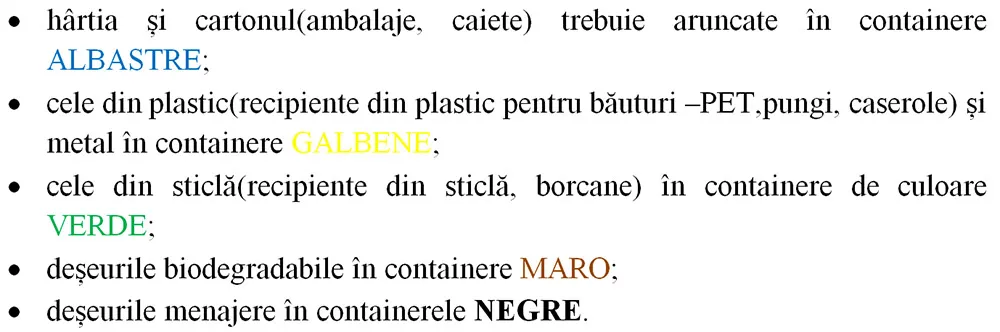 • hârtia și cartonul(ambalaje, caiete) trebuie aruncate în containere
ALBASTRE;
• cele din plastic(recipiente din plastic pentru băuturi –PET,pungi, caserole) și
metal în containere GALBENE;
• cele din sticlă(recipiente din sticlă, borcane) în containere de culoare
VERDE;
• deșeurile biodegradabile în containere MARO;
• deșeurile menajere în containerele NEGRE.